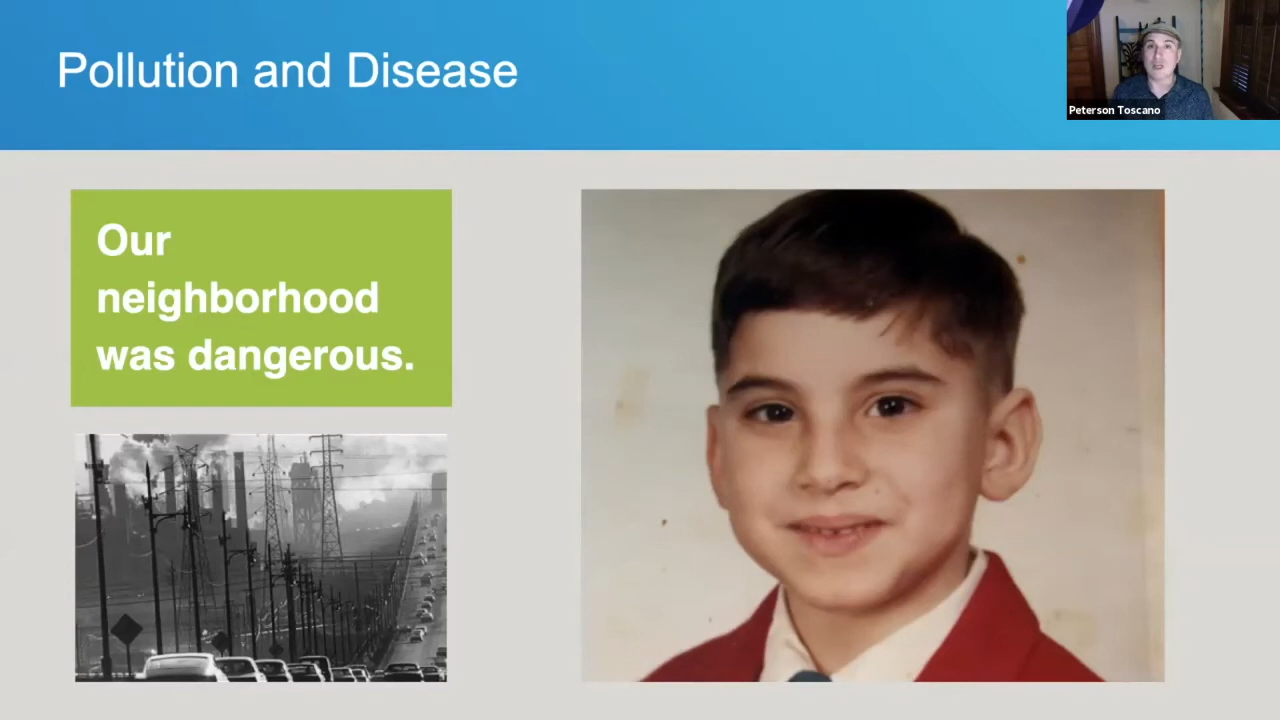 Pollution and Disease
Peterson Toscano
Our
neighborhood
was dangerous.